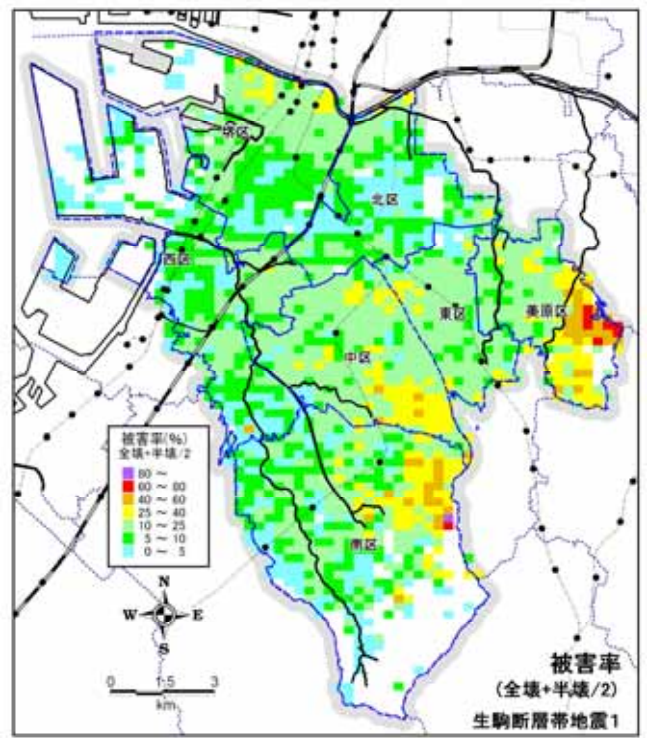 堺区
北区
西区
東区
美原区
中区
被害率(%)
全壊+半壊/2
80 ~
60 ~ 80
40 ~ 60
25 ~ 40
10 ~ 25
5 ~ 10
0 ~ 5
南区
N
W E
S
0 1.5 3
km
被害率
(全壊+半壊/2)
生駒断層帯地震1